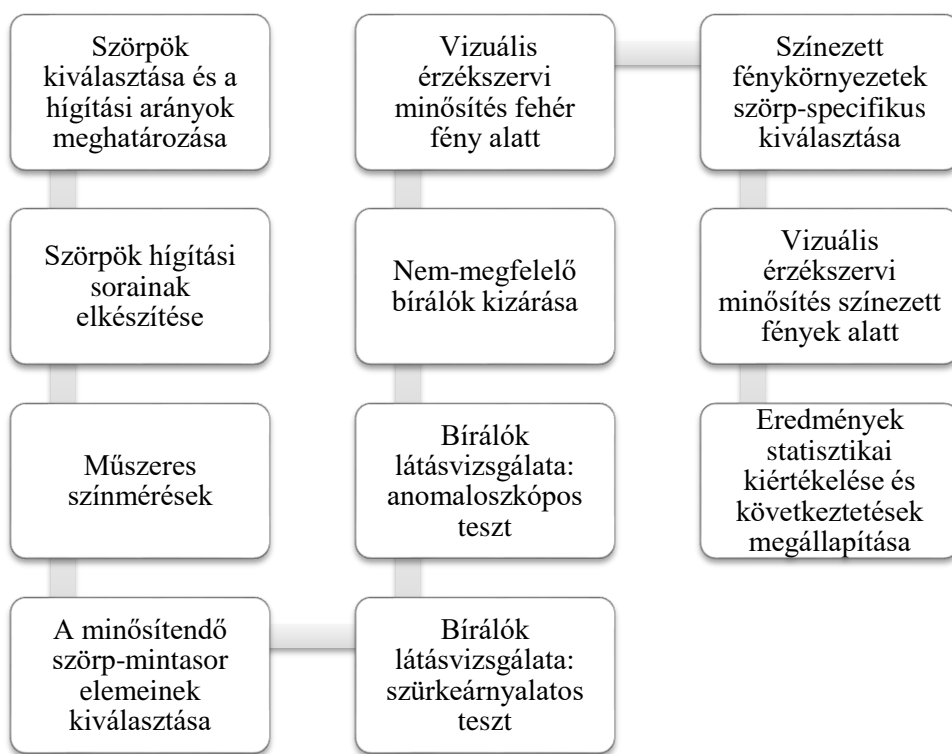 Szörpök
kiválasztása és a
hígítási arányok
meghatározása
Szörpök hígítási
sorainak
elkészítése
Műszeres
színmérések
A minősítendő
szörp-mintasor
elemeinek
kiválasztása
Bírálók
látásvizsgálata:
szürkeárnyalatos
teszt
Bírálók
látásvizsgálata:
anomaloszkópos
teszt
Nem-megfelelő
bírálók kizárása
Vizuális
érzékszervi
minősítés fehér
fény alatt
Színezett
fénykörnyezetek
szörp-specifikus
kiválasztása
Vizuális
érzékszervi
minősítés színezett
fények alatt
Eredmények
statisztikai
kiértékelése és
következtetések
megállapítása